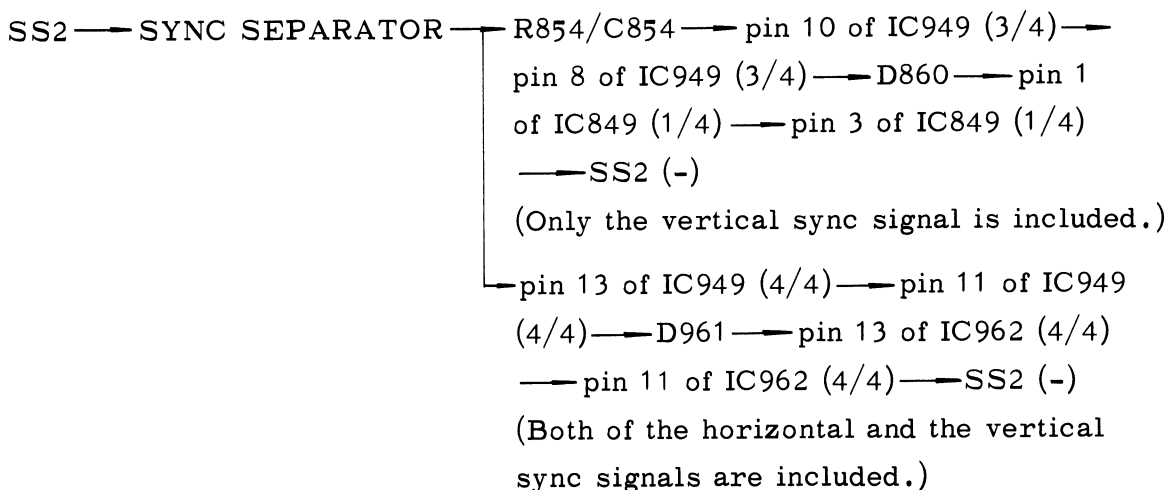 SS2 → SYNC SEPARATOR → R854/C854 → pin 10 of IC949 (3/4) →
pin 8 of IC949 (3/4) → D860 → pin 1
of IC849 (1/4) → pin 3 of IC849 (1/4)
→ SS2 (-)
(Only the vertical sync signal is included.)
→ pin 13 of IC949 (4/4) → pin 11 of IC949
(4/4) → D961 → pin 13 of IC962 (4/4)
→ pin 11 of IC962 (4/4) → SS2 (-)
(Both of the horizontal and the vertical
sync signals are included.)